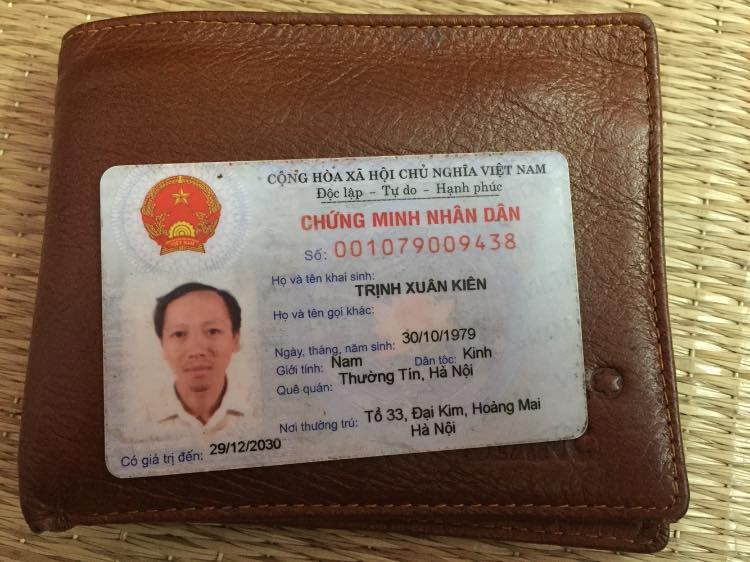 CỘNG HÒA XÃ HỘI CHỦ NGHĨA VIỆT NAM
Độc lập - Tự do - Hạnh phúc
CHỨNG MINH NHÂN DÂN
Số: 001079009438
Họ và tên khai sinh:
TRỊNH XUÂN KIÊN
Họ và tên gọi khác:
Ngày, tháng, năm sinh: 30/10/1979
Giới tính: Nam Dân tộc: Kinh
Quê quán: Thường Tín, Hà Nội
Nơi thường trú: Tổ 33, Đại Kim, Hoàng Mai
Hà Nội
Có giá trị đến: 29/12/2030
VIỆT NAM